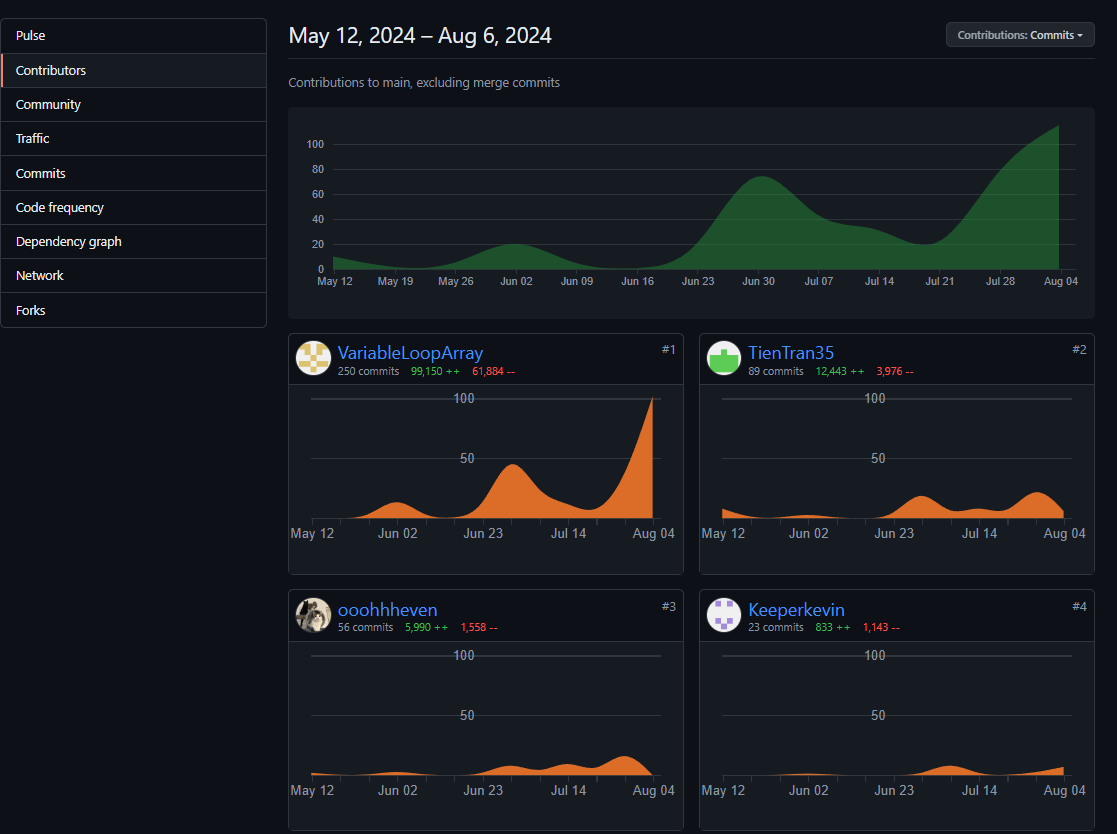 Pulse
Contributors
Community
Traffic
Commits
Code frequency
Dependency graph
Network
Forks
May 12, 2024 – Aug 6, 2024
Contributions: Commits
Contributions to main, excluding merge commits
100
80
60
40
20
0
May 12 May 19 May 26 Jun 02 Jun 09 Jun 16 Jun 23 Jun 30 Jul 07 Jul 14 Jul 21 Jul 28 Aug 04
VariableLoopArray #1
250 commits 99,150 ++ 61,884 --
100
50
May 12 Jun 02 Jun 23 Jul 14 Aug 04
TienTran35 #2
89 commits 12,443 ++ 3,976 --
100
50
May 12 Jun 02 Jun 23 Jul 14 Aug 04
ooohhheven #3
56 commits 5,990 ++ 1,558 --
100
50
May 12 Jun 02 Jun 23 Jul 14 Aug 04
Keeperkevin #4
23 commits 833 ++ 1,143 --
100
50
May 12 Jun 02 Jun 23 Jul 14 Aug 04